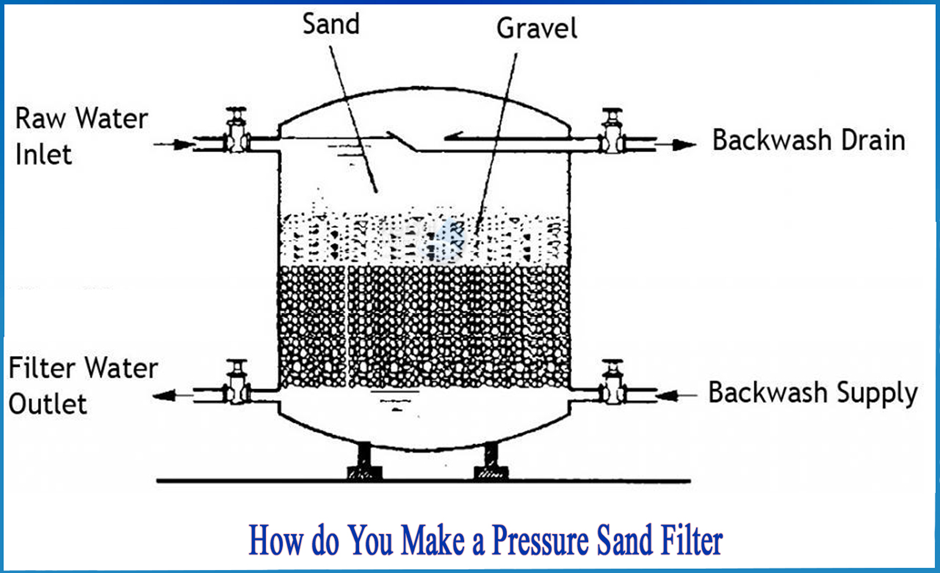 Sand
Gravel
Raw Water
Inlet
Backwash Drain
Filter Water
Outlet
Backwash Supply
How do You Make a Pressure Sand Filter